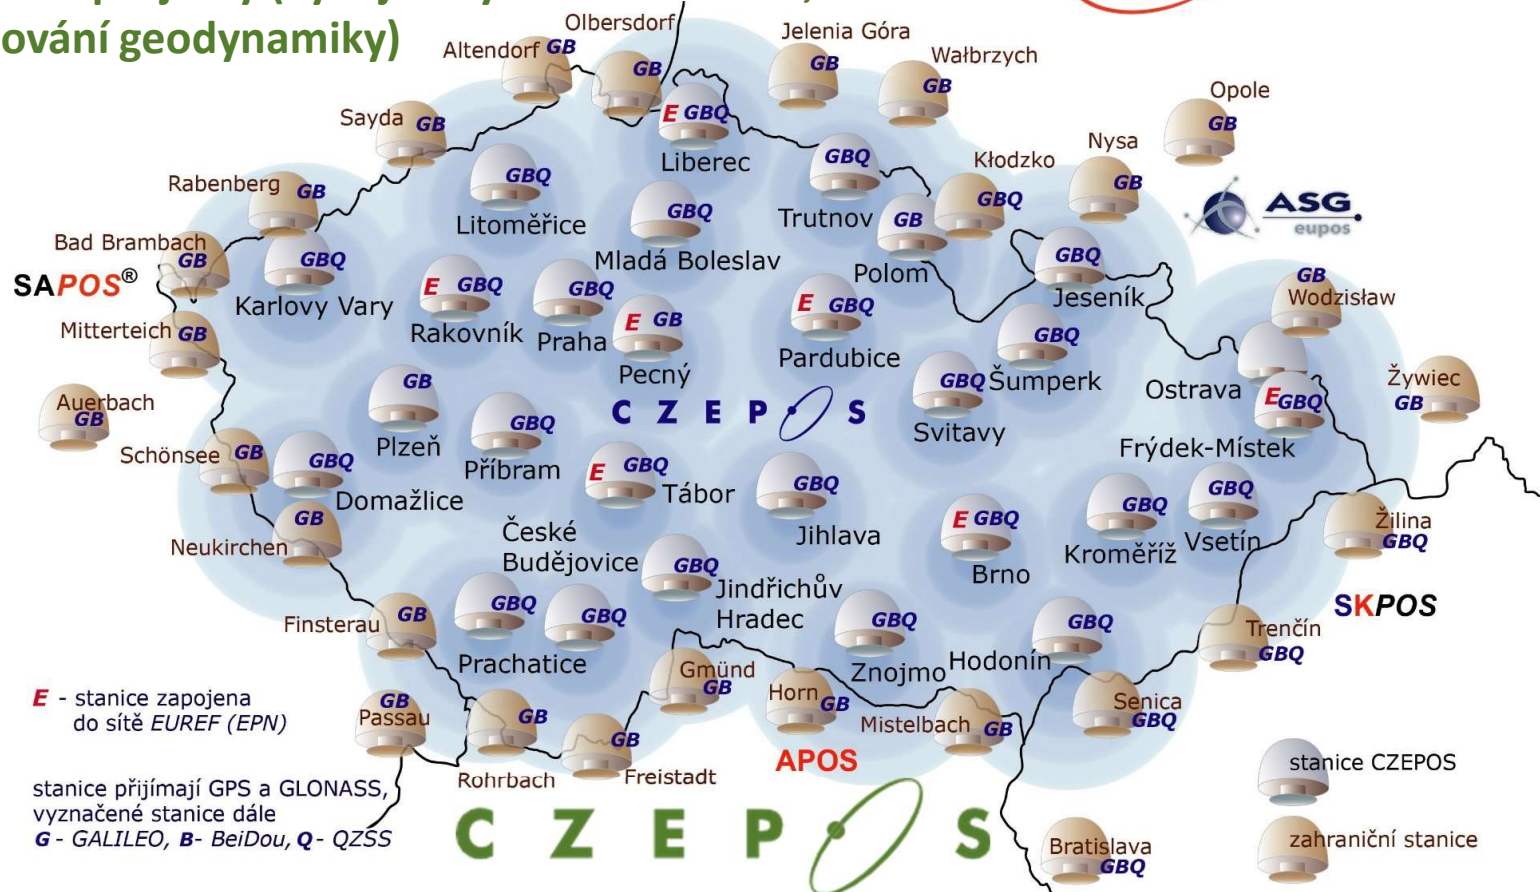 ování geodynamiky)
Olbersdorf
GB
Altendorf GB
Jelenia Góra
GB
Wałbrzych
GB
Opole
GB
Sayda GB
E GBQ
Liberec
Nysa
GB
GBQ
Litoměřice
GBQ
Trutnov
Kłodzko
GBQ
Rabenberg GB
GBQ
Mladá Boleslav
GB
Polom
ASG
eupos
Bad Brambach
GB
SAPOS®
GBQ
Karlovy Vary
E GBQ
Rakovník
GBQ
Praha
E GB
Pecný
E GBQ
Pardubice
GBQ
Jeseník
GB
Wodzisław
Mitterteich GB
GBQ
Šumperk
Ostrava
Auerbach
GB
GB
Plzeň
CZEPOS
GBQ
Svitavy
E GBQ
Frýdek-Místek
Żywiec
GB
Schönsee GB
GBQ
Domažlice
GBQ
Příbram
E GBQ
Tábor
GBQ
Jihlava
E GBQ
Brno
GBQ
Kroměříž
GBQ
Vsetín
Žilina
GBQ
GB
Neukirchen
České
Budějovice
GBQ
Jindřichův
Hradec
SKPOS
Finsterau GB
GBQ
Prachatice
GBQ
GBQ
Znojmo
GBQ
Hodonín
Trenčín
GBQ
Gmünd
GB
Horn
GB
Mistelbach GB
Senica
GBQ
E - stanice zapojena
do sítě EUREF (EPN)
GB
Passau
GB
Rohrbach
GB
Freistadt
APOS
stanice CZEPOS
stanice přijímají GPS a GLONASS,
vyznačené stanice dále
G - GALILEO, B- BeiDou, Q - QZSS
CZEPOS
Bratislava
GBQ
zahraniční stanice